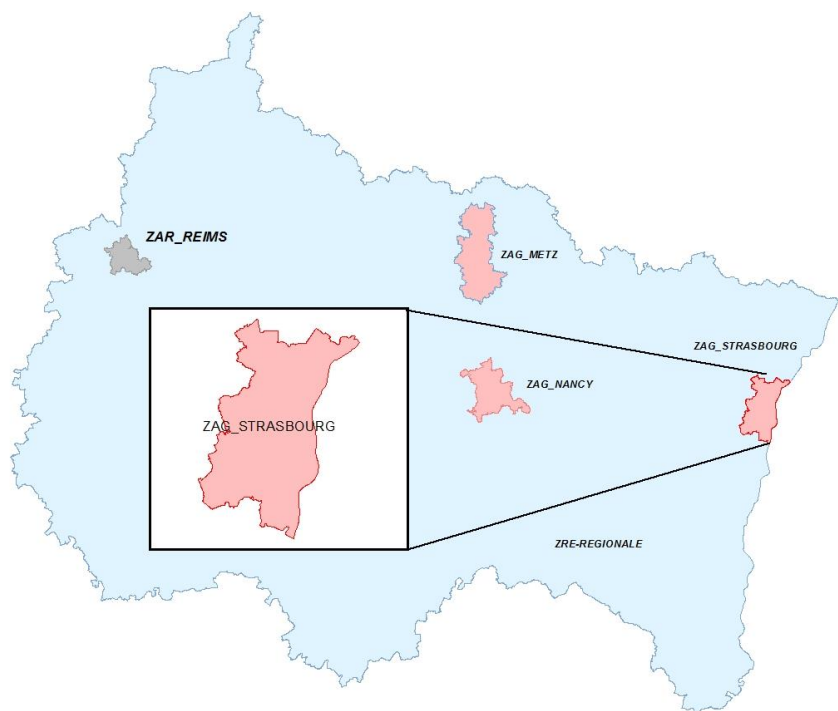 ZAR_REIMS
ZAG_METZ
ZAG_STRASBOURG
ZAG_NANCY
ZAG_STRASBOURG
ZRE-REGIONALE